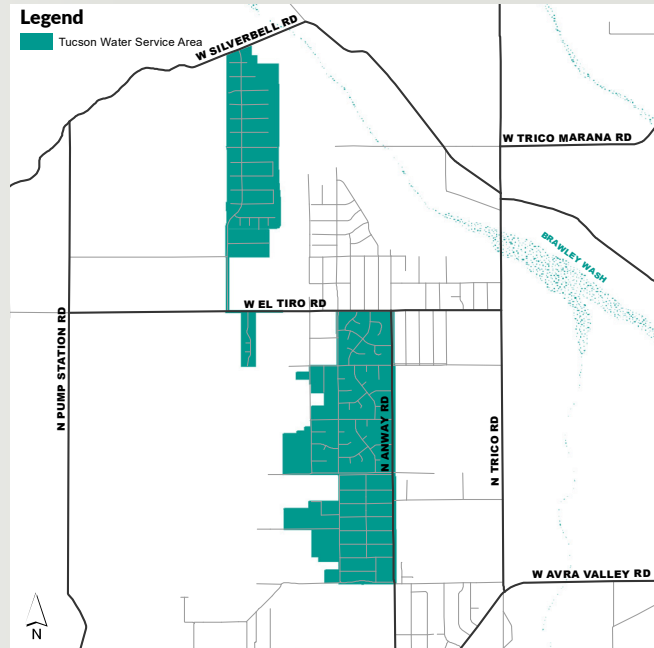 Legend
Tucson Water Service Area
W SILVERBELL RD
W TRICO MARANA RD
BRAWLEY WASH
W EL TIRO RD
N PUMP STATION RD
N ANWAY RD
N TRICO RD
W AVRA VALLEY RD
N